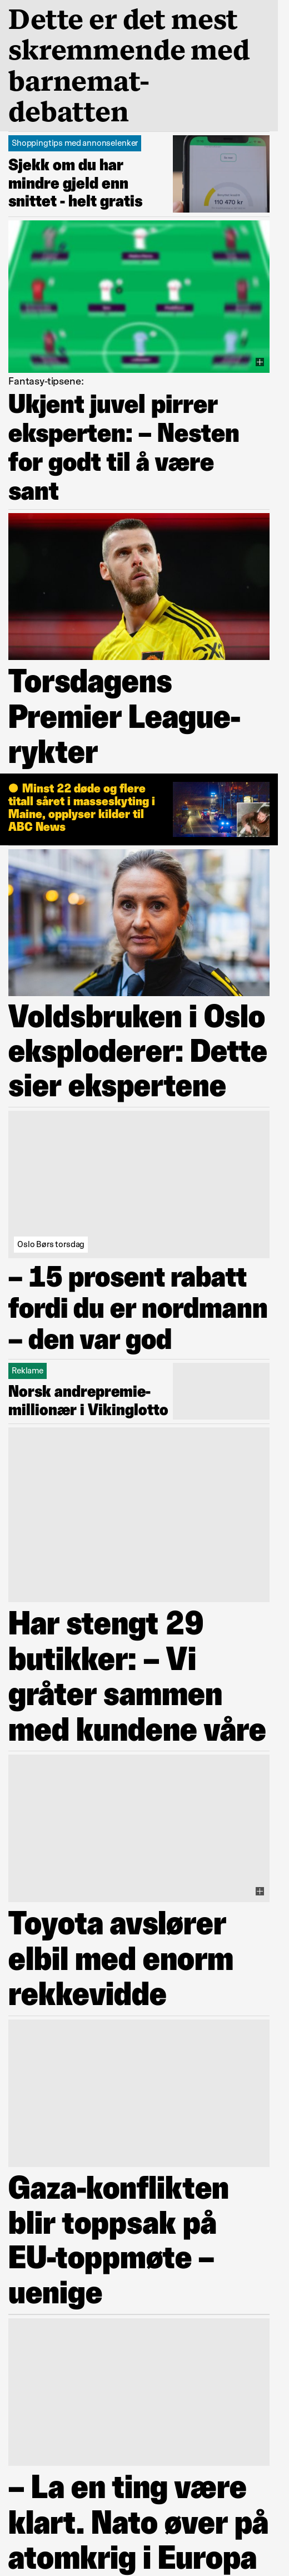 Dette er det mest
skremmende med
barnemat-
debatten
Shoppingtips med annonselenker
Sjekk om du har
mindre gjeld enn
snittet - helt gratis
110 470 kr
Fantasy-tipsene:
Ukjent juvel pirrer
eksperten: – Nesten
for godt til å være
sant
Torsdagens
Premier League-
rykter
Minst 22 døde og flere
titall såret i masseskyting i
Maine, opplyser kilder til
ABC News
Voldsbruken i Oslo
eksploderer: Dette
sier ekspertene
Oslo Børs torsdag
– 15 prosent rabatt
fordi du er nordmann
– den var god
Reklame
Norsk andrepremie-
millionær i Vikinglotto
Har stengt 29
butikker: – Vi
gråter sammen
med kundene våre
Toyota avslører
elbil med enorm
rekkevidde
Gaza-konflikten
blir toppsak på
EU-toppmøte –
uenige
– La en ting være
klart. Nato øver på
atomkrig i Europa